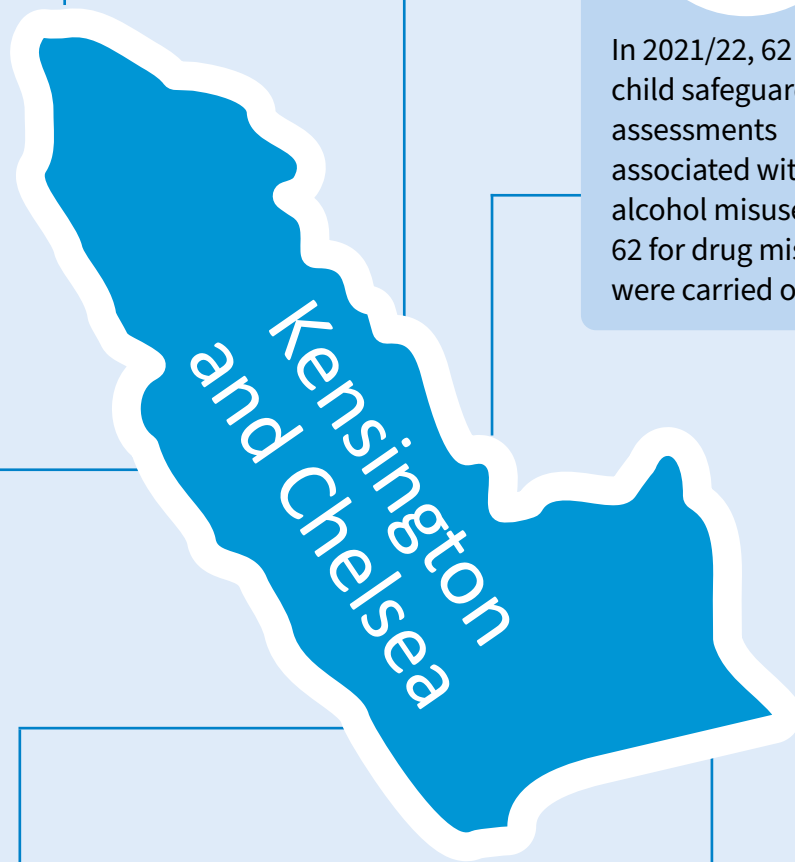 In 2021/22, 62
child safeguar
assessments
associated wit
alcohol misuse
62 for drug mis
were carried o
Kensington
and Chelsea